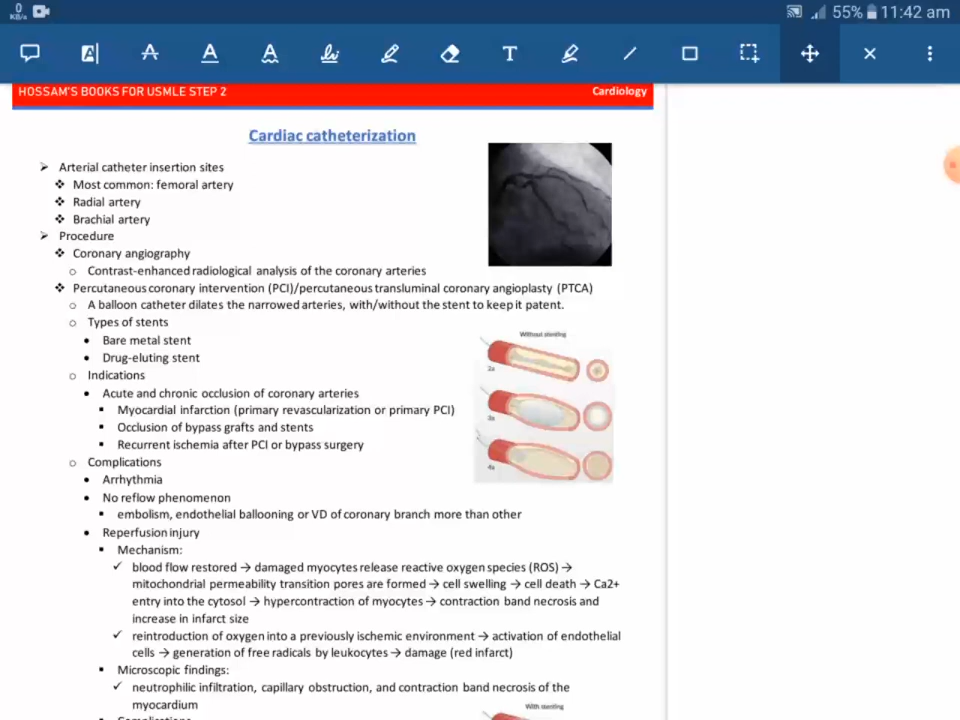 0
KB/s
55% 11:42 am
HOSSAM'S BOOKS FOR USMLE STEP 2 Cardiology
Cardiac catheterization
➢ Arterial catheter insertion sites
❖ Most common: femoral artery
❖ Radial artery
❖ Brachial artery
➢ Procedure
❖ Coronary angiography
o Contrast-enhanced radiological analysis of the coronary arteries
❖ Percutaneous coronary intervention (PCI)/percutaneous transluminal coronary angioplasty (PTCA)
o A balloon catheter dilates the narrowed arteries, with/without the stent to keep it patent.
o Types of stents
• Bare metal stent
• Drug-eluting stent
o Indications
• Acute and chronic occlusion of coronary arteries
▪ Myocardial infarction (primary revascularization or primary PCI)
▪ Occlusion of bypass grafts and stents
▪ Recurrent ischemia after PCI or bypass surgery
o Complications
• Arrhythmia
• No reflow phenomenon
▪ embolism, endothelial ballooning or VD of coronary branch more than other
• Reperfusion injury
▪ Mechanism:
✓ blood flow restored → damaged myocytes release reactive oxygen species (ROS) →
mitochondrial permeability transition pores are formed → cell swelling → cell death → Ca2+
entry into the cytosol → hypercontraction of myocytes → contraction band necrosis and
increase in infarct size
✓ reintroduction of oxygen into a previously ischemic environment → activation of endothelial
cells → generation of free radicals by leukocytes → damage (red infarct)
▪ Microscopic findings:
✓ neutrophilic infiltration, capillary obstruction, and contraction band necrosis of the
myocardium
▪ Complications
Without stenting
2a
3a
4a
With stenting